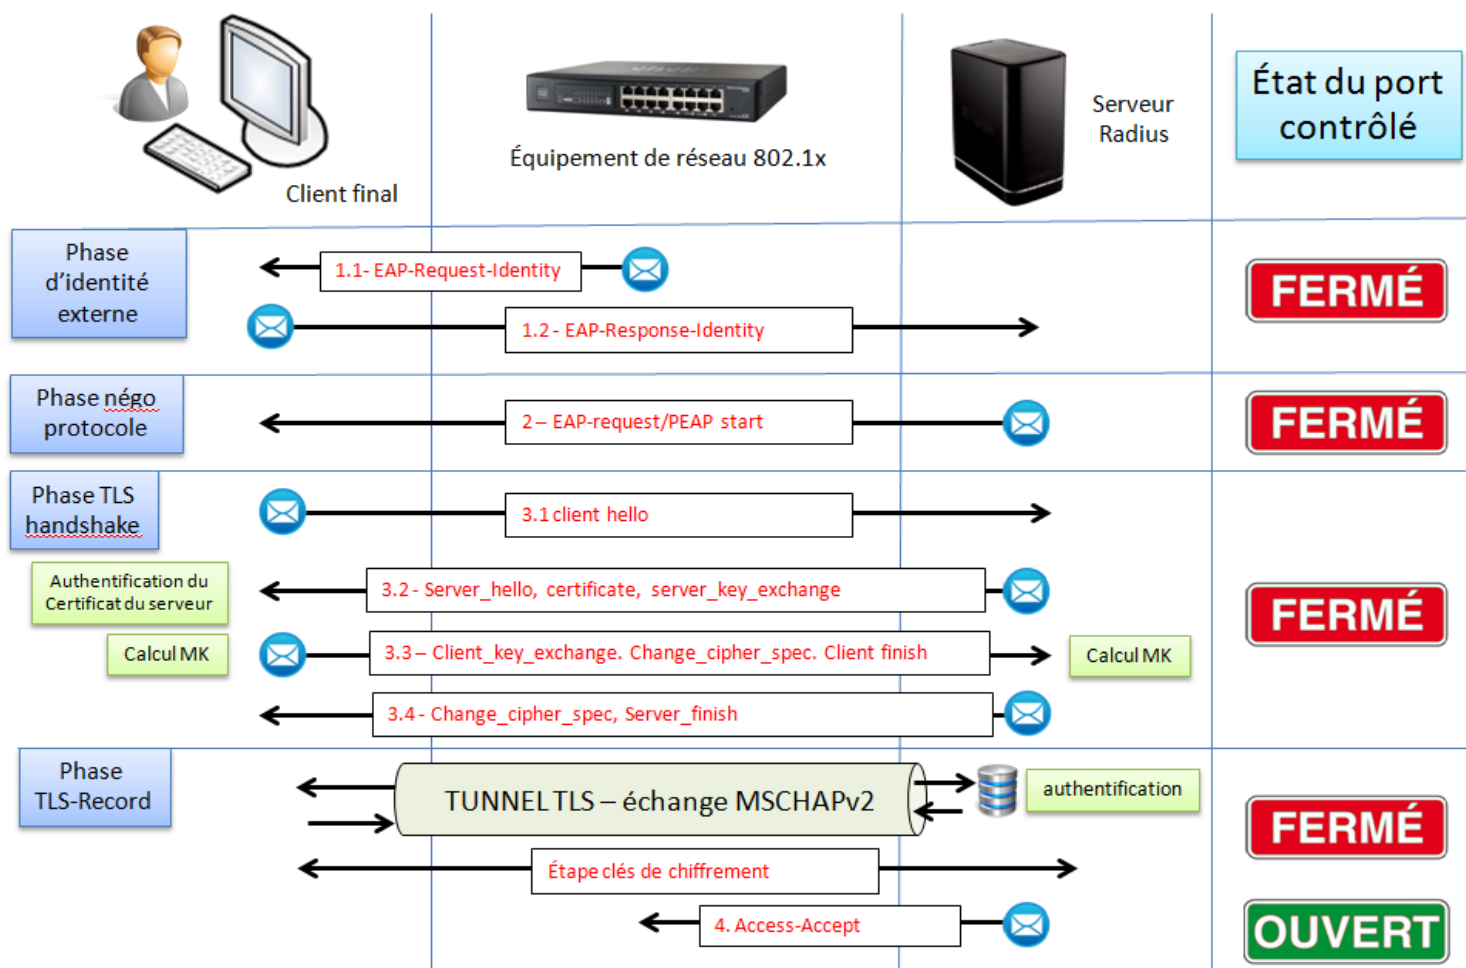 État du port
contrôlé
Serveur
Radius
Équipement de réseau 802.1x
Client final
Phase
d'identité
externe
1.1- EAP-Request-Identity
FERMÉ
1.2 - EAP-Response-Identity
Phase négo
protocole
2 – EAP-request/PEAP start
FERMÉ
Phase TLS
handshake
3.1 client hello
Authentification du
Certificat du serveur
3.2 - Server_hello, certificate, server_key_exchange
FERMÉ
Calcul MK
3.3 – Client_key_exchange. Change_cipher_spec. Client finish
Calcul MK
3.4 - Change_cipher_spec, Server_finish
Phase
TLS-Record
TUNNEL TLS – échange MSCHAPv2
authentification
FERMÉ
Étape clés de chiffrement
4. Access-Accept
OUVERT